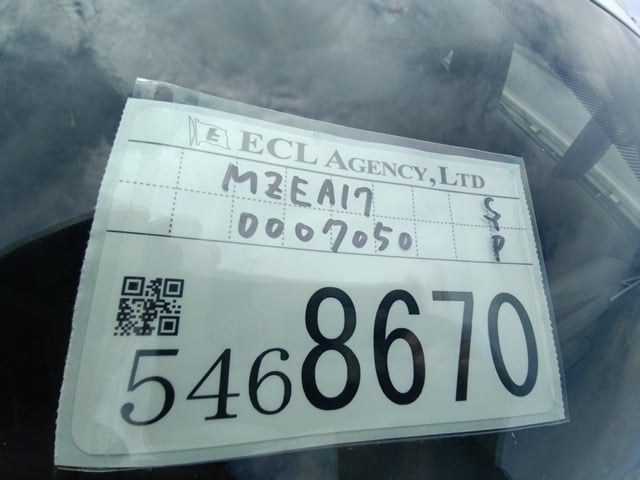 E ECL AGENCY, LTD
MZEA17 S
0007050 P
5468670